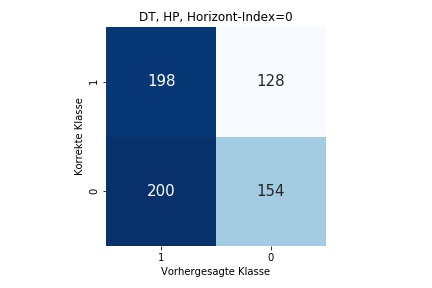 DT, HP, Horizont-Index=0
Korrekte Klasse
1
198
128
0
200
154
1
0
Vorhergesagte Klasse